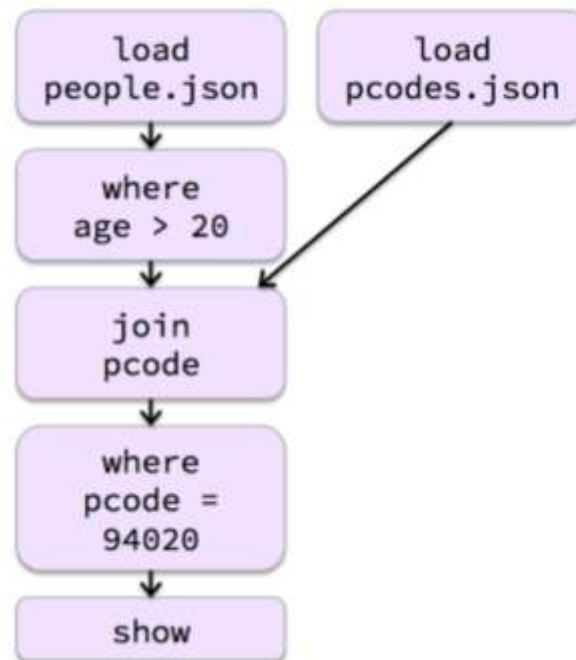 load
people.json
load
pcodes.json
where
age > 20
join
pcode
where
pcode =
94020
show